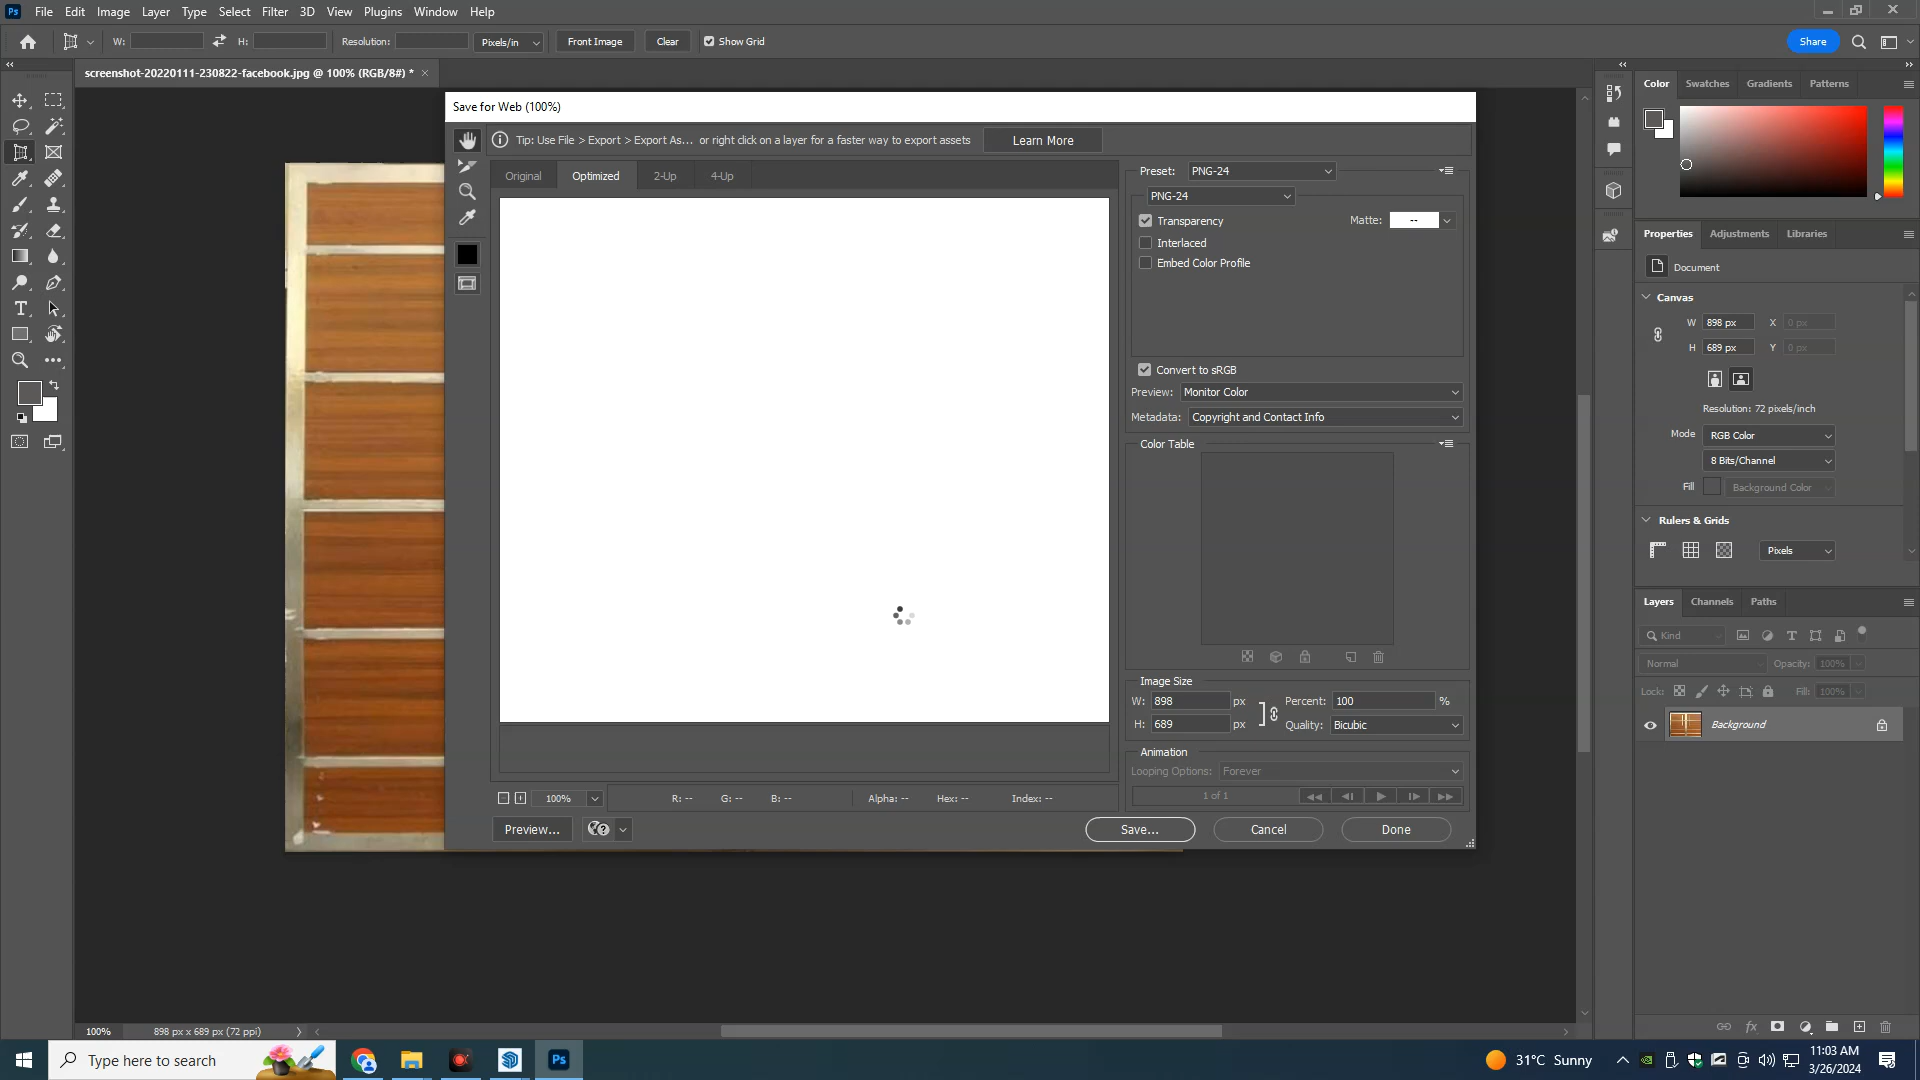 Ps File Edit Image Layer Type Select Filter 3D View Plugins Window Help
W: H: Resolution: Pixels/in Front Image Clear Show Grid Share
screenshot-20220111-230822-facebook.jpg @ 100% (RGB/8#) *
Save for Web (100%)
Tip: Use File > Export > Export As... or right click on a layer for a faster way to export assets Learn More
Original Optimized 2-Up 4-Up
Preset: PNG-24
PNG-24
Transparency Matte: --
Interlaced
Embed Color Profile
Convert to sRGB
Preview: Monitor Color
Metadata: Copyright and Contact Info
Color Table
Image Size
W: 898 px Percent: 100 %
H: 689 px Quality: Bicubic
Animation
Looping Options: Forever
1 of 1
100% R: -- G: -- B: -- Alpha: -- Hex: -- Index: --
Preview... Save... Cancel Done
Color Swatches Gradients Patterns
Properties Adjustments Libraries
Document
Canvas
W 898 px X 0 px
H 689 px Y 0 px
Resolution: 72 pixels/inch
Mode RGB Color
8 Bits/Channel
Fill Background Color
Rulers & Grids
Pixels
Layers Channels Paths
Kind
Normal Opacity: 100%
Lock: Fill: 100%
Background
100% 898 px x 689 px (72 ppi)
Type here to search
Ps
31°C Sunny
11:03 AM
3/26/2024